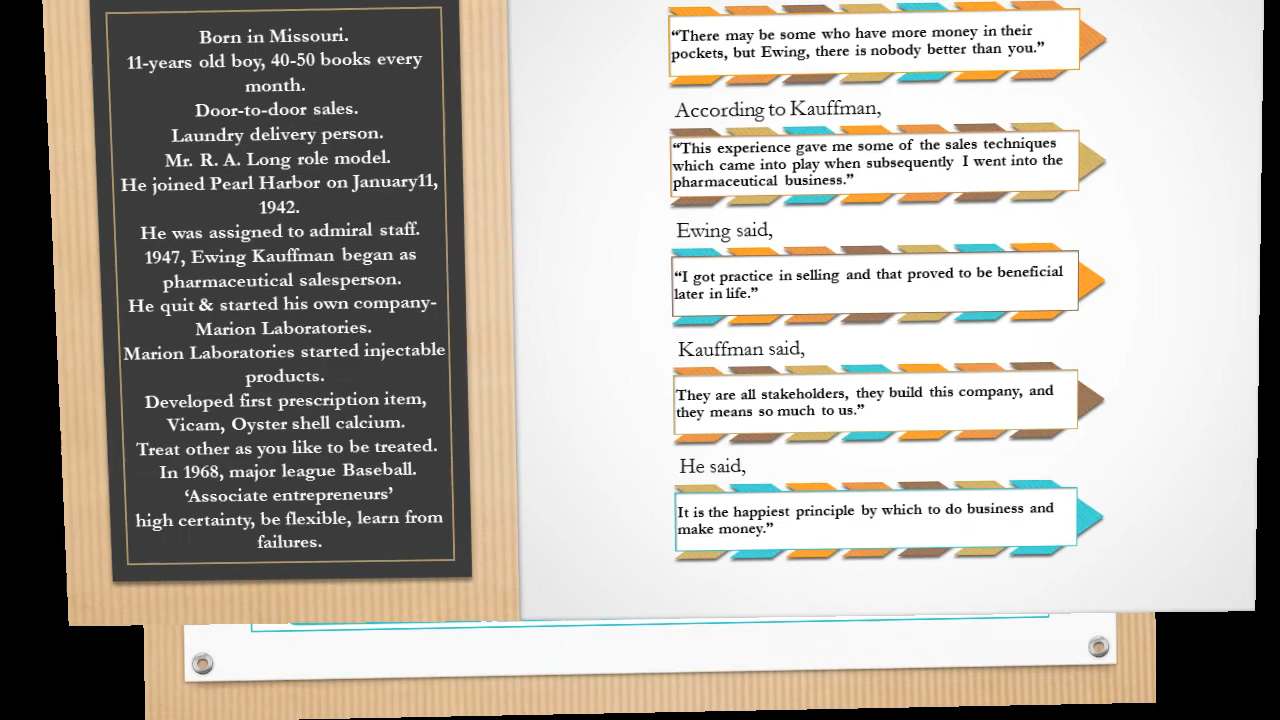 Born in Missouri.
11-years old boy, 40-50 books every
month.
Door-to-door sales.
Laundry delivery person.
Mr. R. A. Long role model.
He joined Pearl Harbor on January11,
1942.
He was assigned to admiral staff.
1947, Ewing Kauffman began as
pharmaceutical salesperson.
He quit & started his own company-
Marion Laboratories.
Marion Laboratories started injectable
products.
Developed first prescription item,
Vicam, Oyster shell calcium.
Treat other as you like to be treated.
In 1968, major league Baseball.
‘Associate entrepreneurs’
high certainty, be flexible, learn from
failures.
“There may be some who have more money in their
pockets, but Ewing, there is nobody better than you.”
According to Kauffman,
“This experience gave me some of the sales techniques
which came into play when subsequently I went into the
pharmaceutical business.”
Ewing said,
“I got practice in selling and that proved to be beneficial
later in life.”
Kauffman said,
They are all stakeholders, they build this company, and
they means so much to us.”
He said,
It is the happiest principle by which to do business and
make money.”